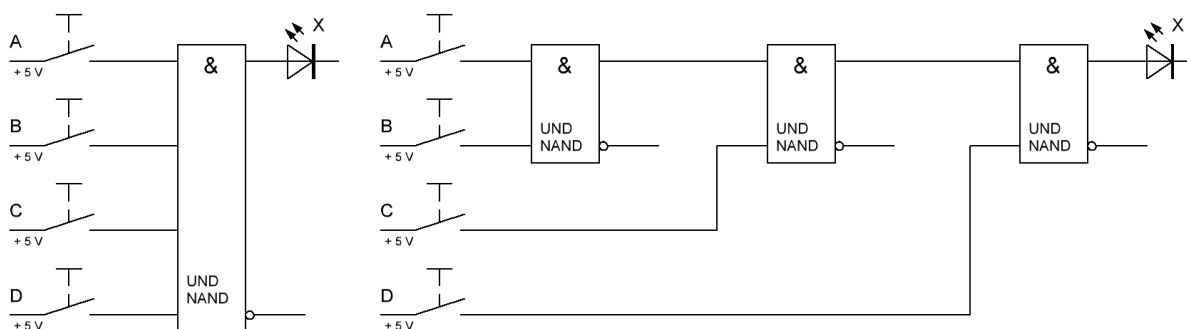 A
+ 5 V
B
+ 5 V
C
+ 5 V
D
+ 5 V
&
UND
NAND
X
A
+ 5 V
B
+ 5 V
C
+ 5 V
D
+ 5 V
&
UND
NAND
&
UND
NAND
&
UND
NAND
X